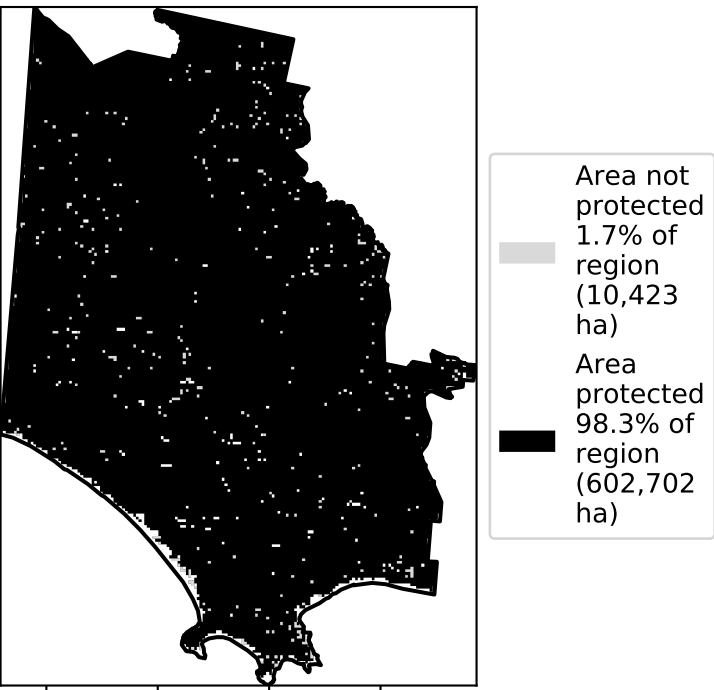 Area not
protected
1.7% of
region
(10,423
ha)
Area
protected
98.3% of
region
(602,702
ha)